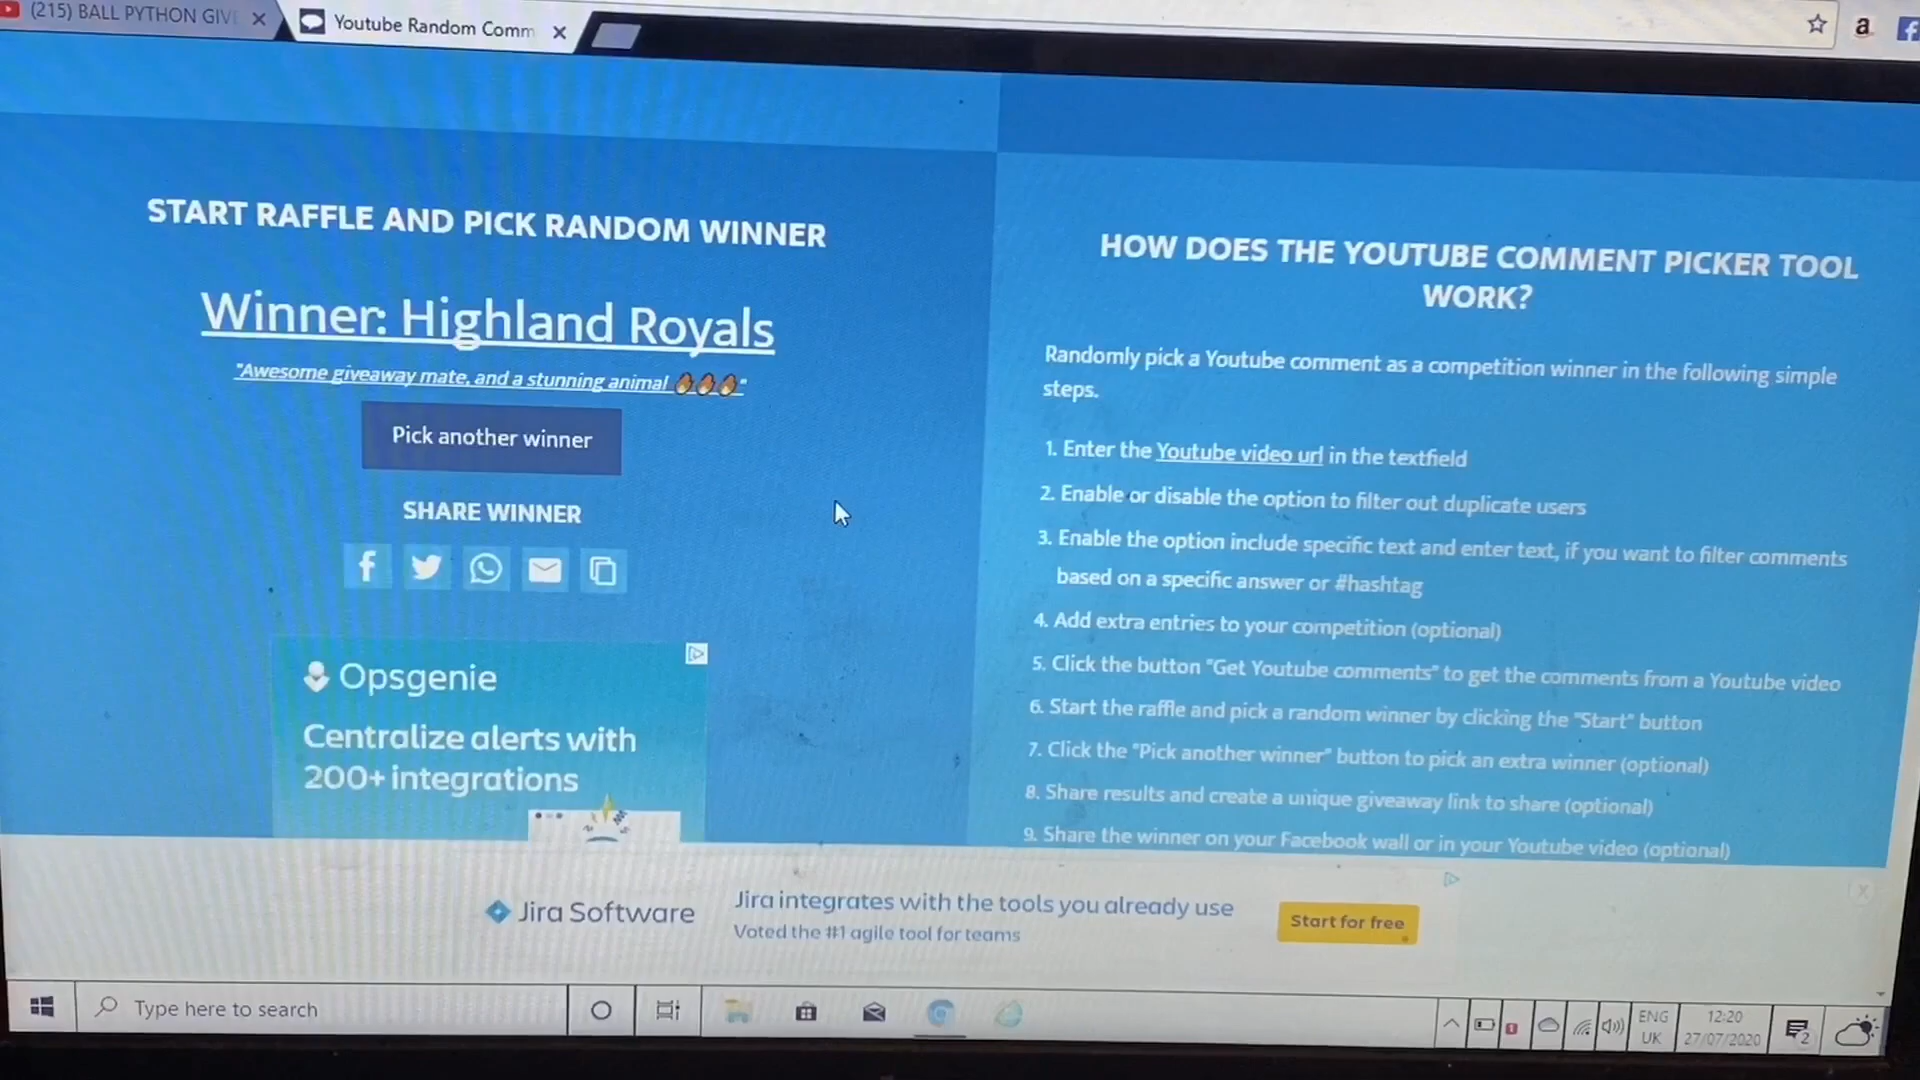 (215) BALL PYTHON GIV
Youtube Random Comm
START RAFFLE AND PICK RANDOM WINNER
Winner: Highland Royals
"Awesome giveaway mate, and a stunning animal 🔥🔥🔥"
Pick another winner
SHARE WINNER
Opsgenie
Centralize alerts with
200+ integrations
HOW DOES THE YOUTUBE COMMENT PICKER TOOL
WORK?
Randomly pick a Youtube comment as a competition winner in the following simple
steps.
1. Enter the Youtube video url in the textfield
2. Enable or disable the option to filter out duplicate users
3. Enable the option include specific text and enter text, if you want to filter comments
based on a specific answer or #hashtag
4. Add extra entries to your competition (optional)
5. Click the button "Get Youtube comments" to get the comments from a Youtube video
6. Start the raffle and pick a random winner by clicking the "Start" button
7. Click the "Pick another winner" button to pick an extra winner (optional)
8. Share results and create a unique giveaway link to share (optional)
9. Share the winner on your Facebook wall or in your Youtube video (optional)
Jira Software
Jira integrates with the tools you already use
Voted the #1 agile tool for teams
Start for free
Type here to search
ENG
UK
12:20
27/07/2020
2